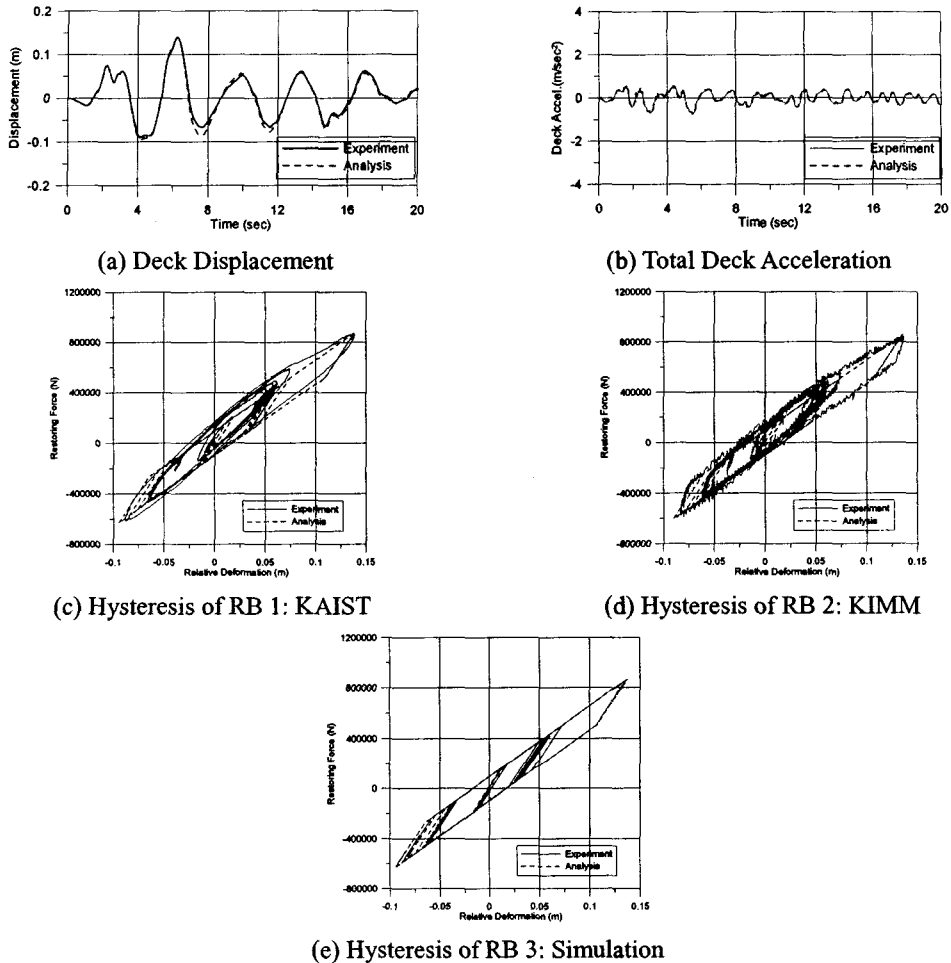 0.2
0.1
0
-0.1
-0.2
Displacement (m)
Experiment
Analysis
0 4 8 12 16 20
Time (sec)
(a) Deck Displacement
4
2
0
-2
-4
Deck Accel.(m/sec²)
Experiment
Analysis
0 4 8 12 16 20
Time (sec)
(b) Total Deck Acceleration
1200000
800000
400000
0
-400000
-800000
Restoring Force (N)
Experiment
Analysis
-0.1 -0.05 0 0.05 0.1 0.15
Relative Deformation (m)
(c) Hysteresis of RB 1: KAIST
1200000
800000
400000
0
-400000
-800000
Restoring Force (N)
Experiment
Analysis
-0.1 -0.05 0 0.05 0.1 0.15
Relative Deformation (m)
(d) Hysteresis of RB 2: KIMM
1200000
800000
400000
0
-400000
-800000
Restoring Force (N)
Experiment
Analysis
-0.1 -0.05 0 0.05 0.1 0.15
Relative Deformation (m)
(e) Hysteresis of RB 3: Simulation